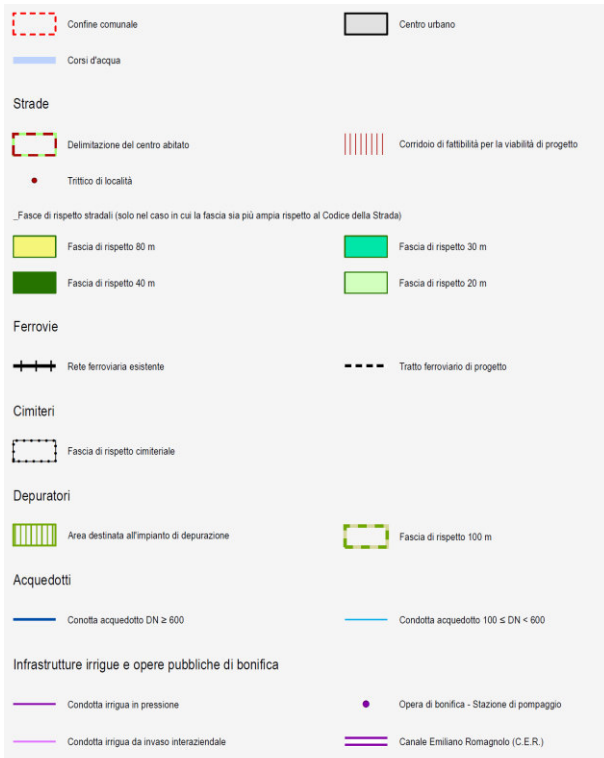 Confine comunale
Centro urbano
Corsi d'acqua
Strade
Delimitazione del centro abitato
Corridoio di fattibilità per la viabilità di progetto
Trittico di località
_Fasce di rispetto stradali (solo nel caso in cui la fascia sia più ampia rispetto al Codice della Strada)
Fascia di rispetto 80 m
Fascia di rispetto 30 m
Fascia di rispetto 40 m
Fascia di rispetto 20 m
Ferrovie
Rete ferroviaria esistente
Tratto ferroviario di progetto
Cimiteri
Fascia di rispetto cimiteriale
Depuratori
Area destinata all'impianto di depurazione
Fascia di rispetto 100 m
Acquedotti
Conotta acquedotto DN ≥ 600
Condotta acquedotto 100 ≤ DN < 600
Infrastrutture irrigue e opere pubbliche di bonifica
Condotta irrigua in pressione
Opera di bonifica - Stazione di pompaggio
Condotta irrigua da invaso interaziendale
Canale Emiliano Romagnolo (C.E.R.)